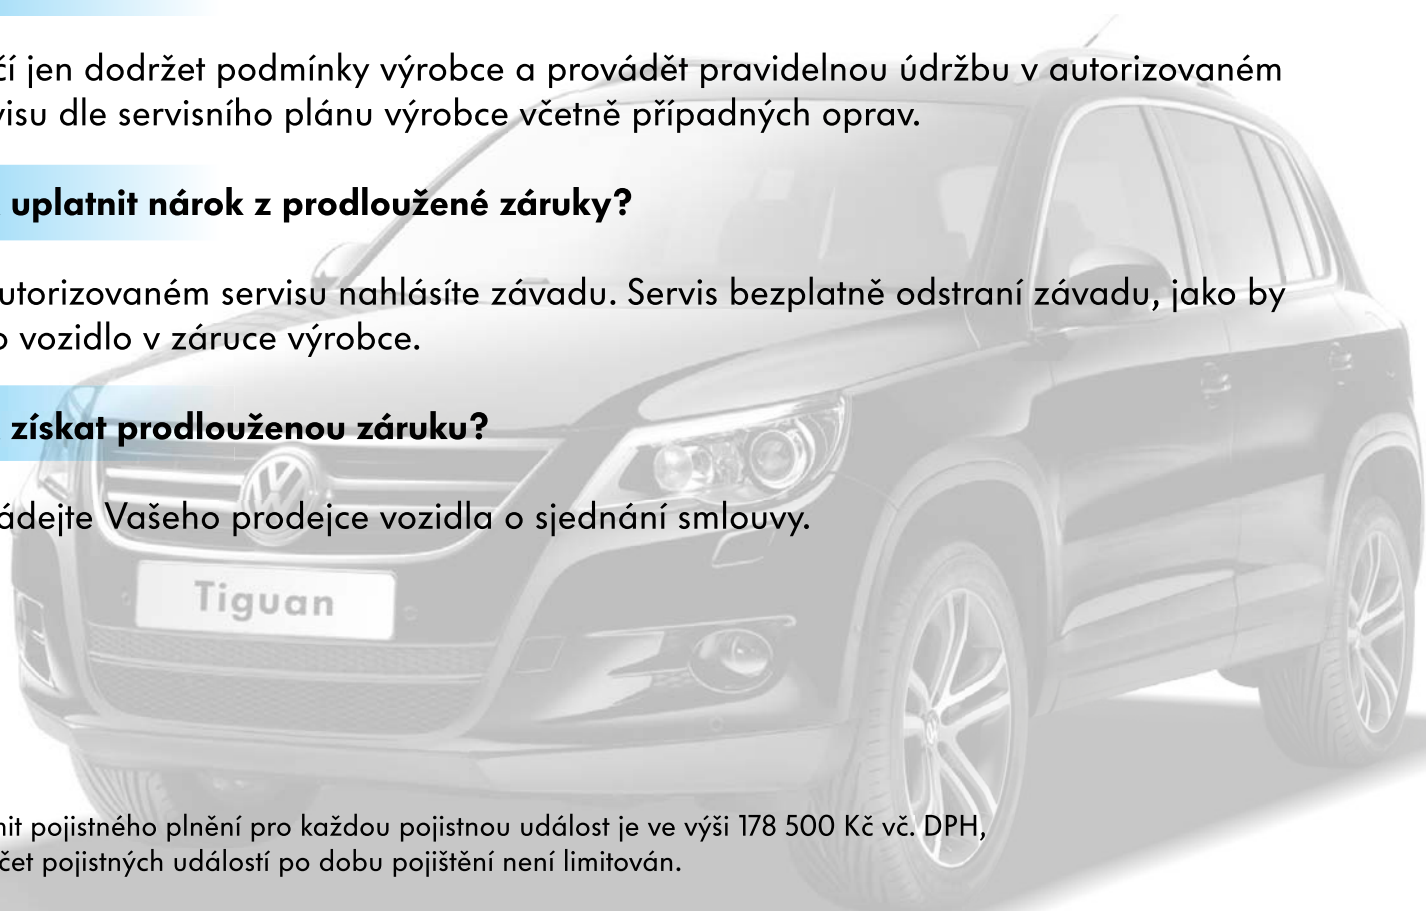 čí jen dodržet podmínky výrobce a provádět pravidelnou údržbu v autorizovaném
visu dle servisního plánu výrobce včetně případných oprav.
uplatnit nárok z prodloužené záruky?
utorizovaném servisu nahlásíte závadu. Servis bezplatně odstraní závadu, jako by
o vozidlo v záruce výrobce.
získat prodlouženou záruku?
ádejte Vašeho prodejce vozidla o sjednání smlouvy.
Tiguan
nit pojistného plnění pro každou pojistnou událost je ve výši 178 500 Kč vč. DPH,
čet pojistných událostí po dobu pojištění není limitován.